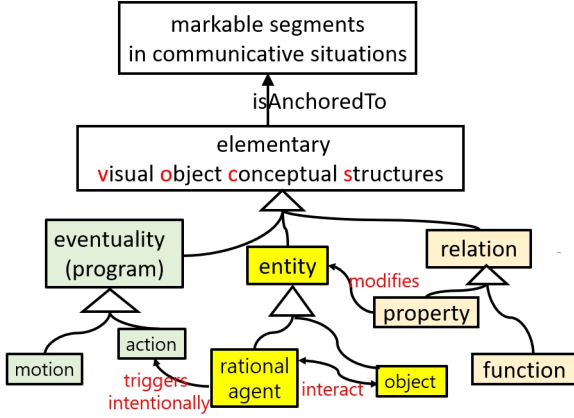 markable segments
in communicative situations
isAnchoredTo
elementary
visual object conceptual structures
eventuality
(program)
entity
relation
modifies
property
motion
action
triggers
intentionally
rational
agent
interact
object
function